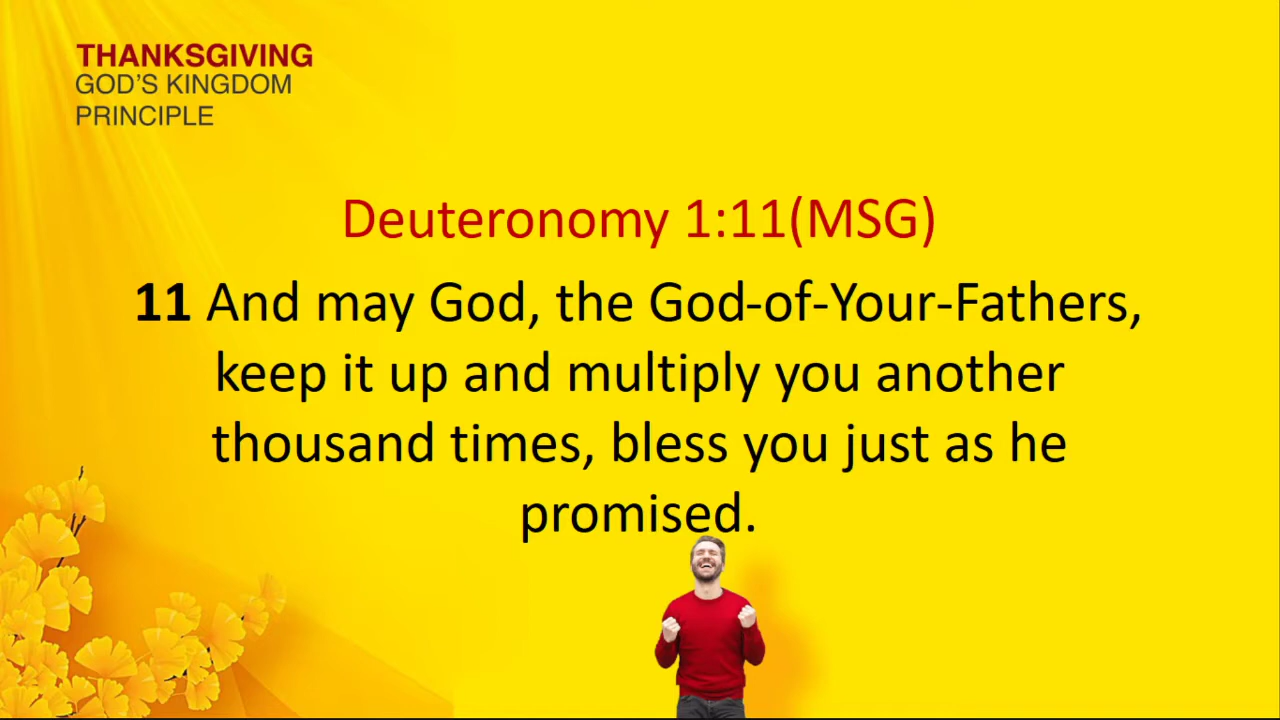 THANKSGIVING
GOD'S KINGDOM
PRINCIPLE
Deuteronomy 1:11(MSG)
11 And may God, the God-of-Your-Fathers,
keep it up and multiply you another
thousand times, bless you just as he
promised.